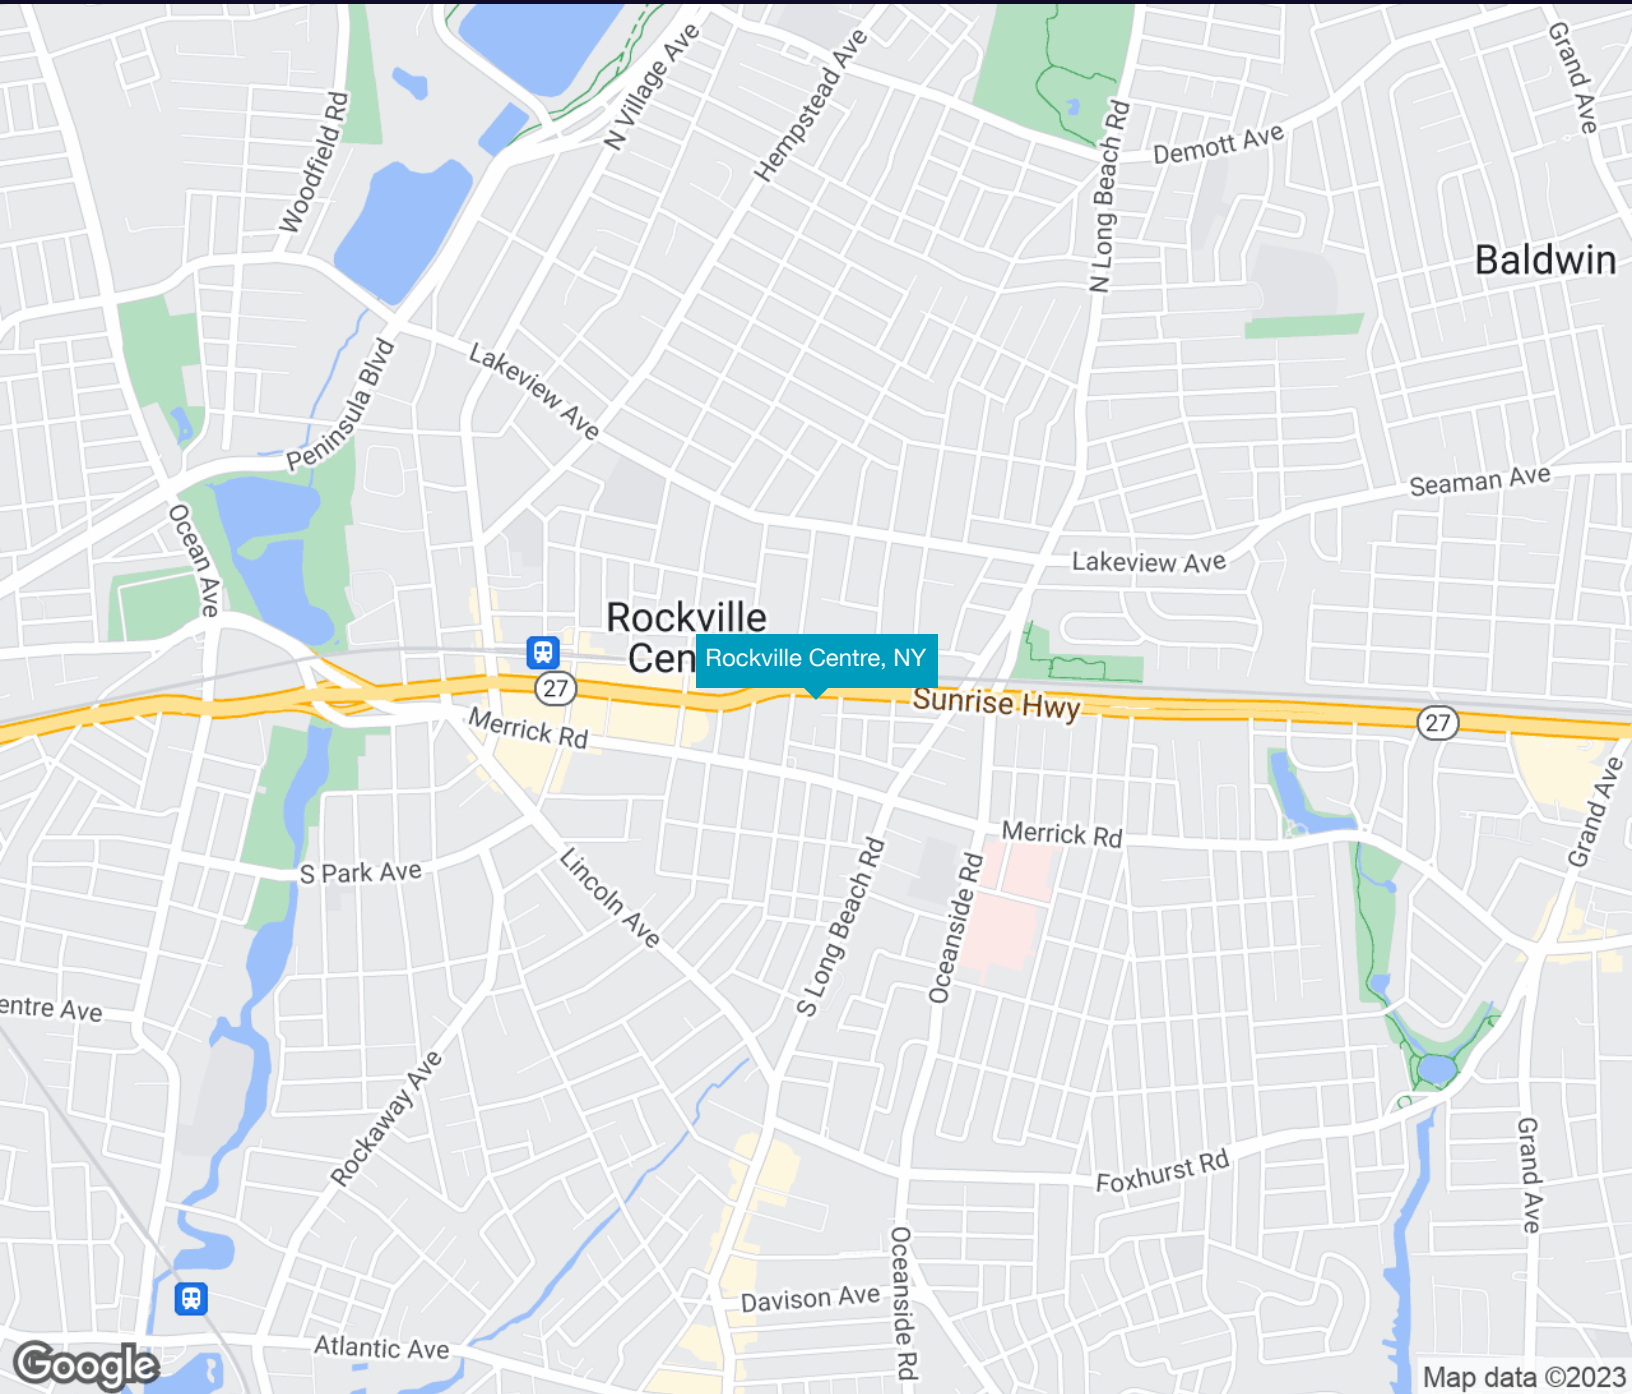 Grand Ave
N Village Ave
Hempstead Ave
Woodfield Rd
N Long Beach Rd
Demott Ave
Baldwin
Peninsula Blvd
Lakeview Ave
Seaman Ave
Ocean Ave
Lakeview Ave
Rockville
Cen
Rockville Centre, NY
27
Sunrise Hwy
27
Merrick Rd
Grand Ave
Merrick Rd
S Park Ave
Lincoln Ave
S Long Beach Rd
Oceanside Rd
entre Ave
Rockaway Ave
Foxhurst Rd
Grand Ave
Oceanside Rd
Davison Ave
Atlantic Ave
Google
Map data ©2023